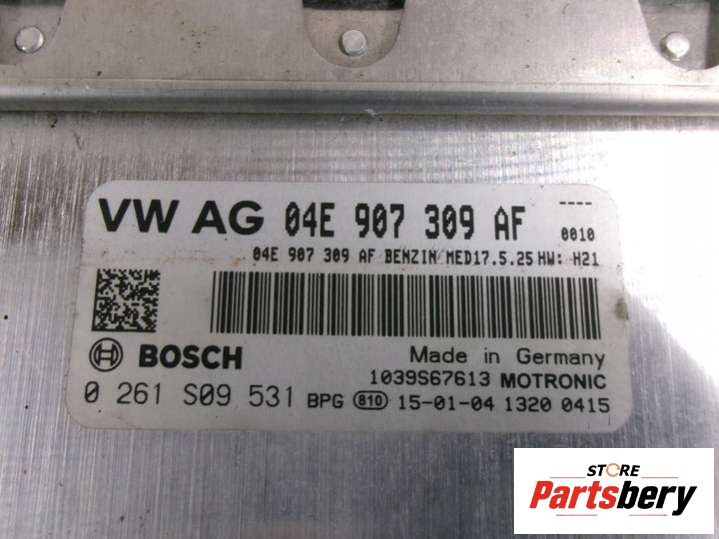 VW AG 04E 907 309 AF ----
0010
04E 907 309 AF BENZIN MED17.5.25 HW: H21
BOSCH
Made in Germany
1039S67613 MOTRONIC
0 261 S09 531 BPG 810 15-01-04 1320 0415
STORE
Partsbery